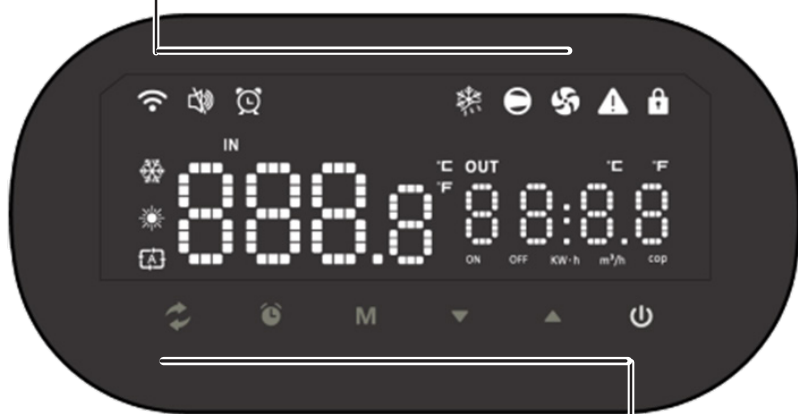 IN
°C OUT °C °F
°F
888.8 88:8.8
A ON OFF KW·h m³/h cop
M